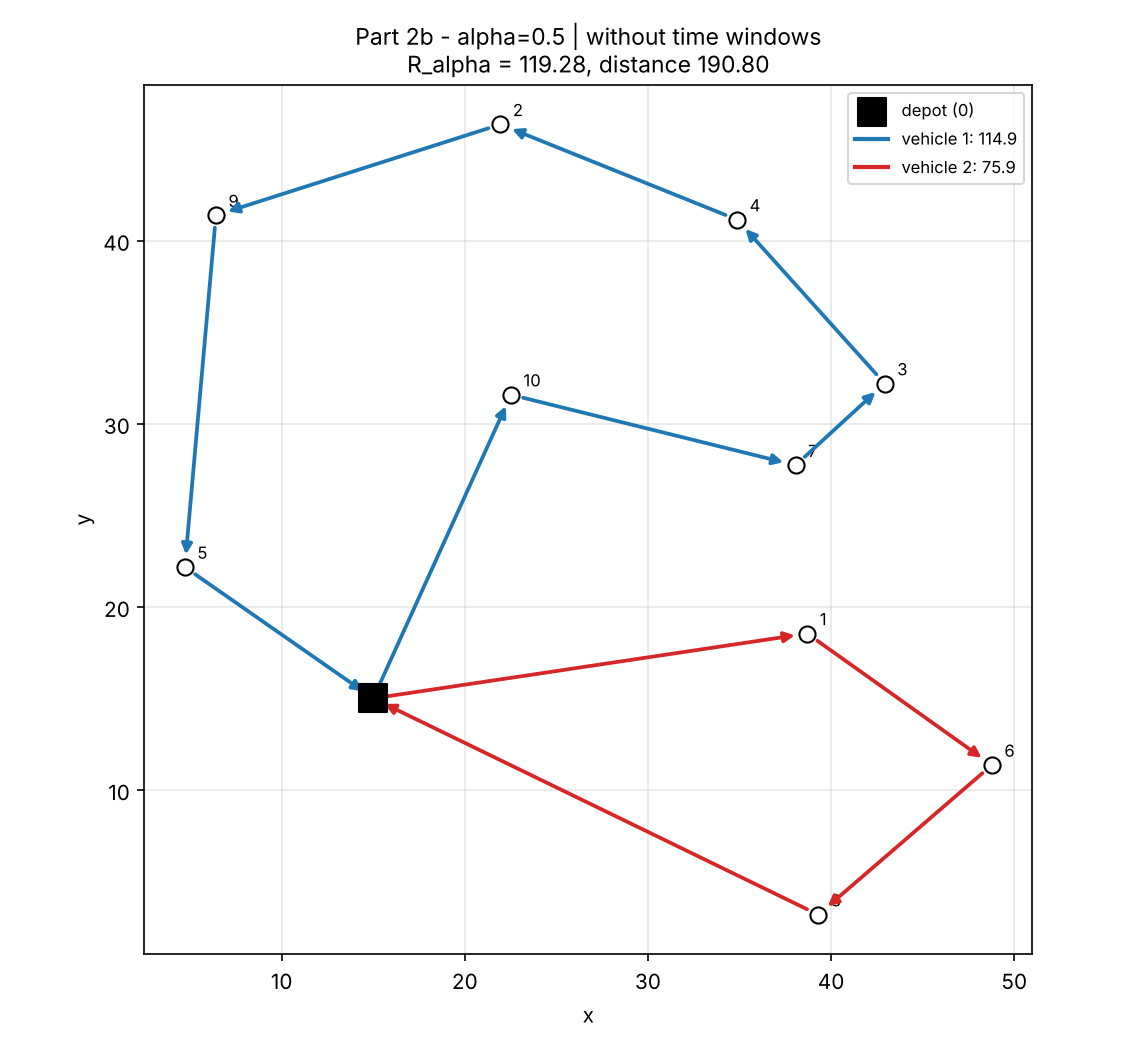 Part 2b - alpha=0.5 | without time windows
R_alpha = 119.28, distance 190.80
depot (0)
vehicle 1: 114.9
vehicle 2: 75.9
2
9
4
3
10
7
5
1
6
40
30
20
10
y
10
20
30
40
50
x